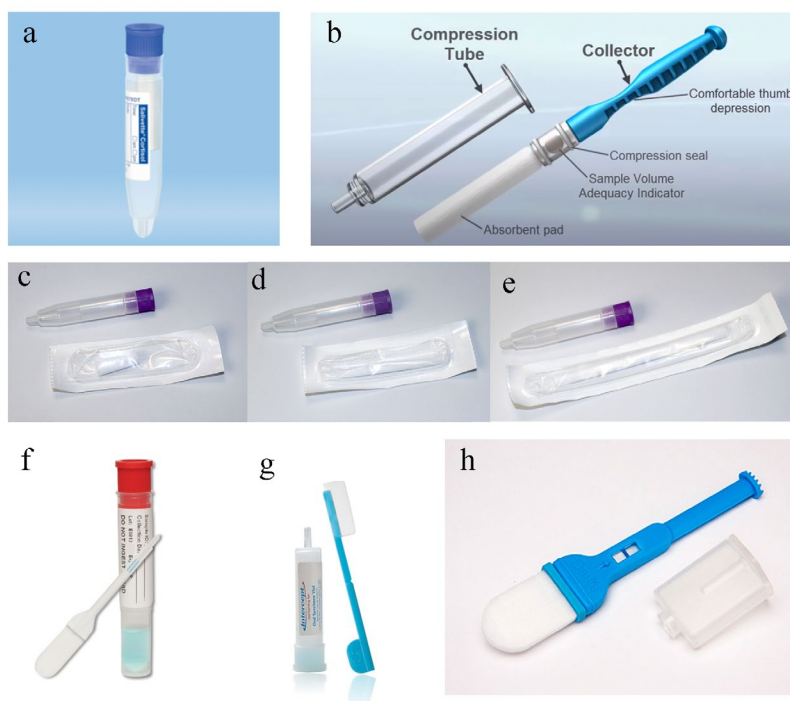 a
b
Compression
Tube
Collector
Comfortable thumb
depression
Compression seal
Sample Volume
Adequacy Indicator
Absorbent pad
Salivette® Cortisol
c
d
e
f
g
h
DO NOT INGEST